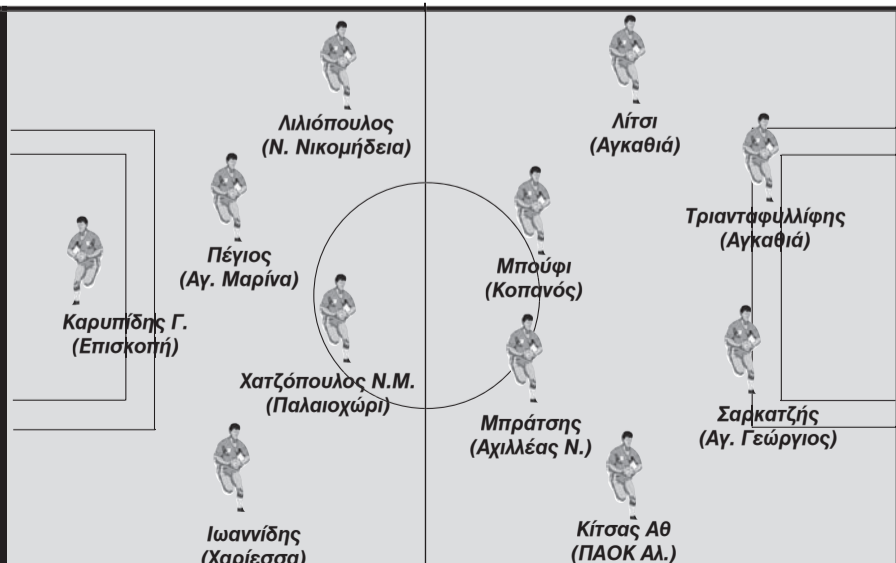 Λιλιόπουλος
(Ν. Νικομήδεια)
Λίτσι
(Αγκαθιά)
Τριανταφυλλίφης
(Αγκαθιά)
Πέγιος
(Αγ. Μαρίνα)
Μπούφι
(Κοπανός)
Καρυπίδης Γ.
(Επισκοπή)
Χατζόπουλος Ν.Μ.
(Παλαιοχώρι)
Μπράτσης
(Αχιλλέας Ν.)
Σαρκατζής
(Αγ. Γεώργιος)
Ιωαννίδης
(Χαρίεσσα)
Κίτσας Αθ
(ΠΑΟΚ Αλ.)